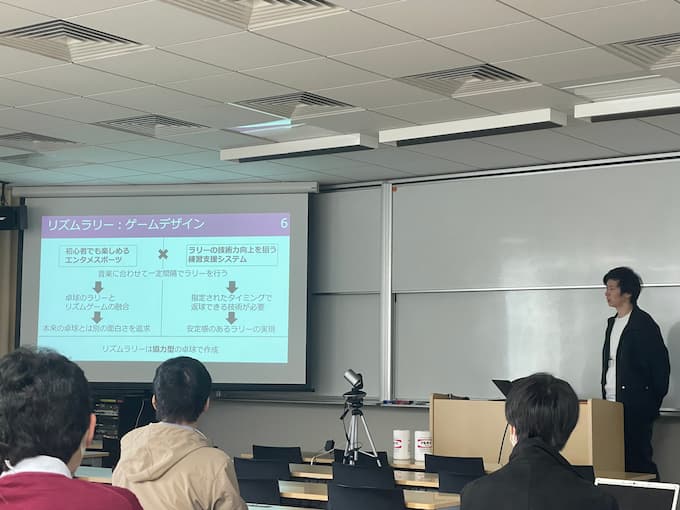 リズムラリー：ゲームデザイン
6
初心者でも楽しめる
エンタメスポーツ
×
ラリーの技術力向上を狙う
練習支援システム
音楽に合わせて一定間隔でラリーを行う
卓球のラリーと
リズムゲームの融合
指定されたタイミングで
返球できる技術が必要
本来の卓球とは別の面白さを追求
安定感のあるラリーの実現
リズムラリーは協力型の卓球で作成